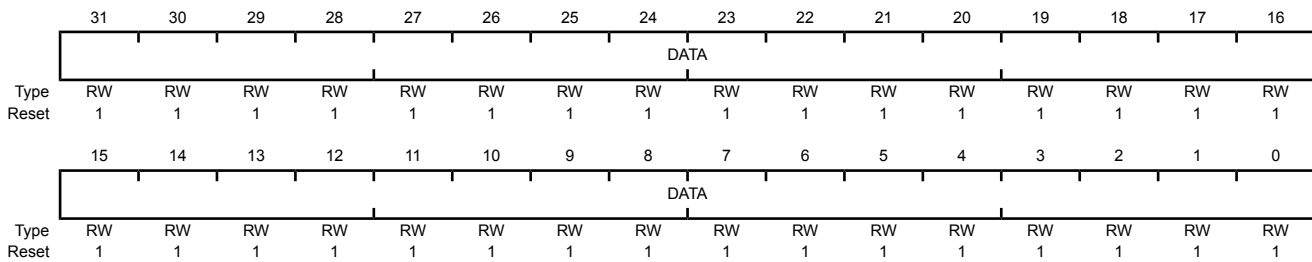 31 30 29 28 27 26 25 24 23 22 21 20 19 18 17 16
DATA
Type RW RW RW RW RW RW RW RW RW RW RW RW RW RW RW RW
Reset 1 1 1 1 1 1 1 1 1 1 1 1 1 1 1 1
15 14 13 12 11 10 9 8 7 6 5 4 3 2 1 0
DATA
Type RW RW RW RW RW RW RW RW RW RW RW RW RW RW RW RW
Reset 1 1 1 1 1 1 1 1 1 1 1 1 1 1 1 1